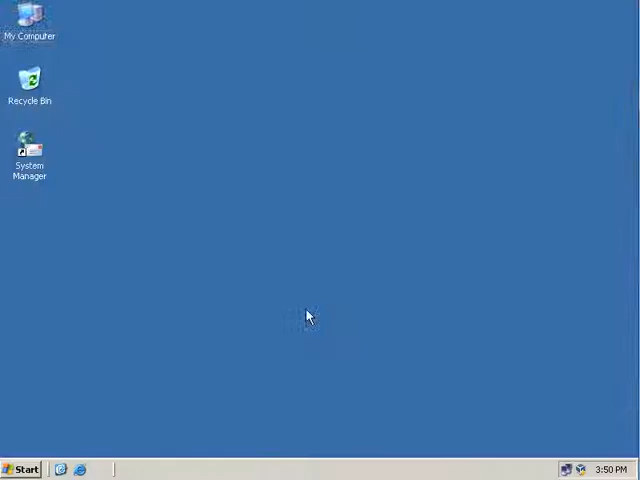 My Computer
Recycle Bin
System
Manager
Start
3:50 PM